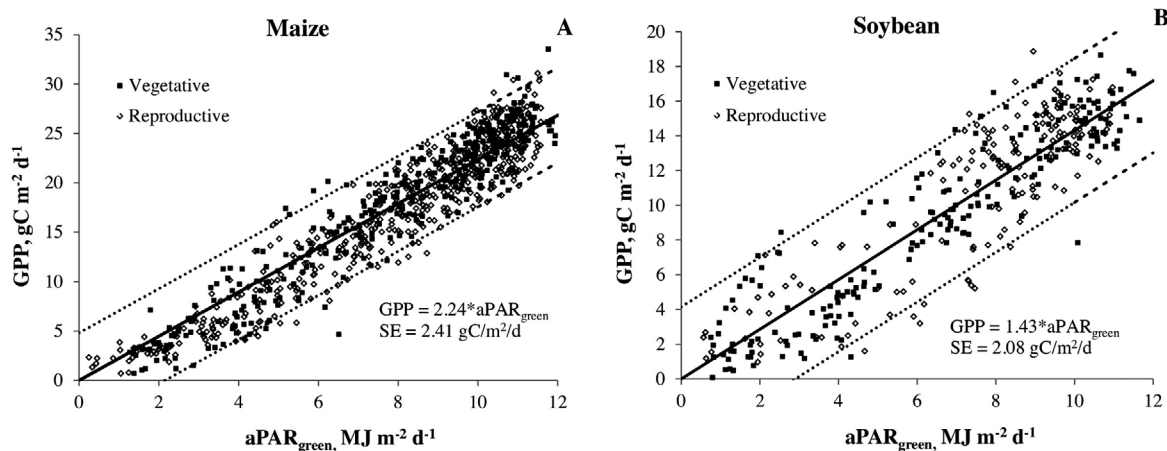 Maize
A
■ Vegetative
◇ Reproductive
GPP, gC m⁻² d⁻¹
35
30
25
20
15
10
5
0
GPP = 2.24*aPARgreen
SE = 2.41 gC/m²/d
0 2 4 6 8 10 12
aPARgreen, MJ m⁻² d⁻¹
Soybean
B
■ Vegetative
◇ Reproductive
GPP, gC m⁻² d⁻¹
20
18
16
14
12
10
8
6
4
2
0
GPP = 1.43*aPARgreen
SE = 2.08 gC/m²/d
0 2 4 6 8 10 12
aPARgreen, MJ m⁻² d⁻¹